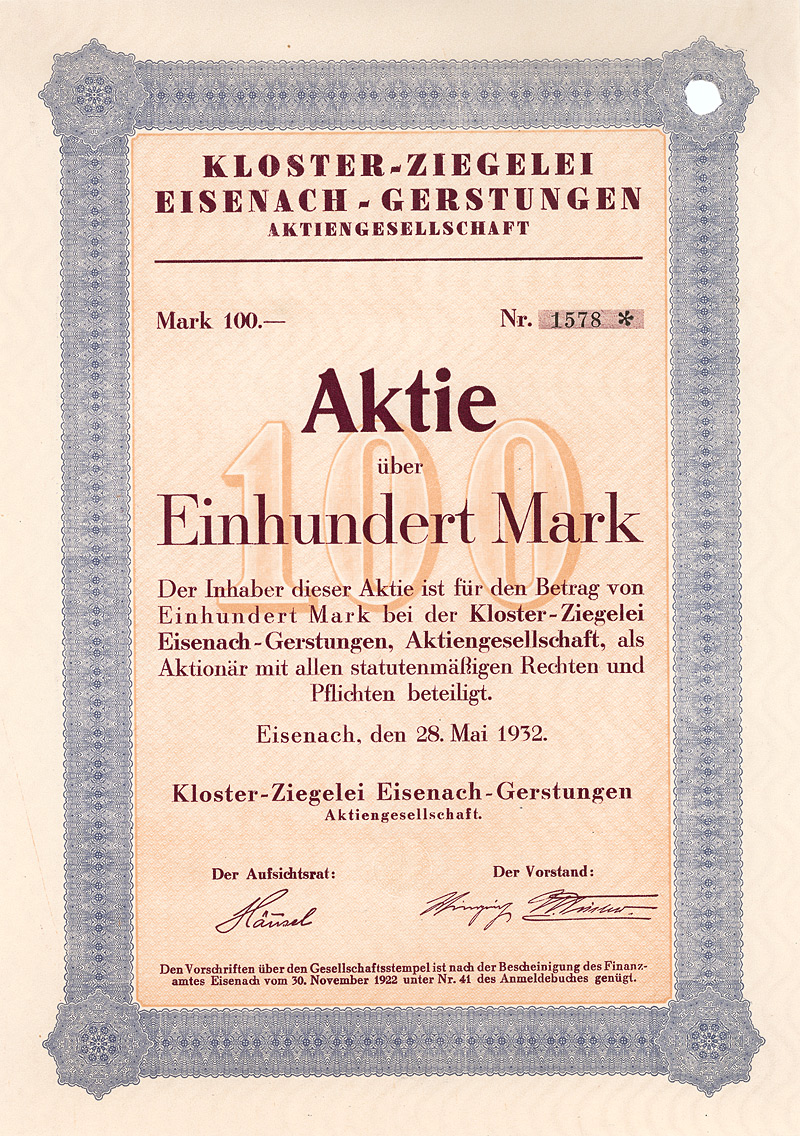 KLOSTER-ZIEGELEI
EISENACH-GERSTUNGEN
AKTIENGESELLSCHAFT
Mark 100.— Nr. 1578 *
100
Aktie
über
Einhundert Mark
Der Inhaber dieser Aktie ist für den Betrag von
Einhundert Mark bei der Kloster-Ziegelei
Eisenach-Gerstungen, Aktiengesellschaft, als
Aktionär mit allen statutenmäßigen Rechten und
Pflichten beteiligt.
Eisenach, den 28. Mai 1932.
Kloster-Ziegelei Eisenach-Gerstungen
Aktiengesellschaft.
Der Aufsichtsrat: Der Vorstand:
Häusel
Den Vorschriften über den Gesellschaftsstempel ist nach der Bescheinigung des Finanz-
amtes Eisenach vom 30. November 1922 unter Nr. 41 des Anmeldebuches genügt.